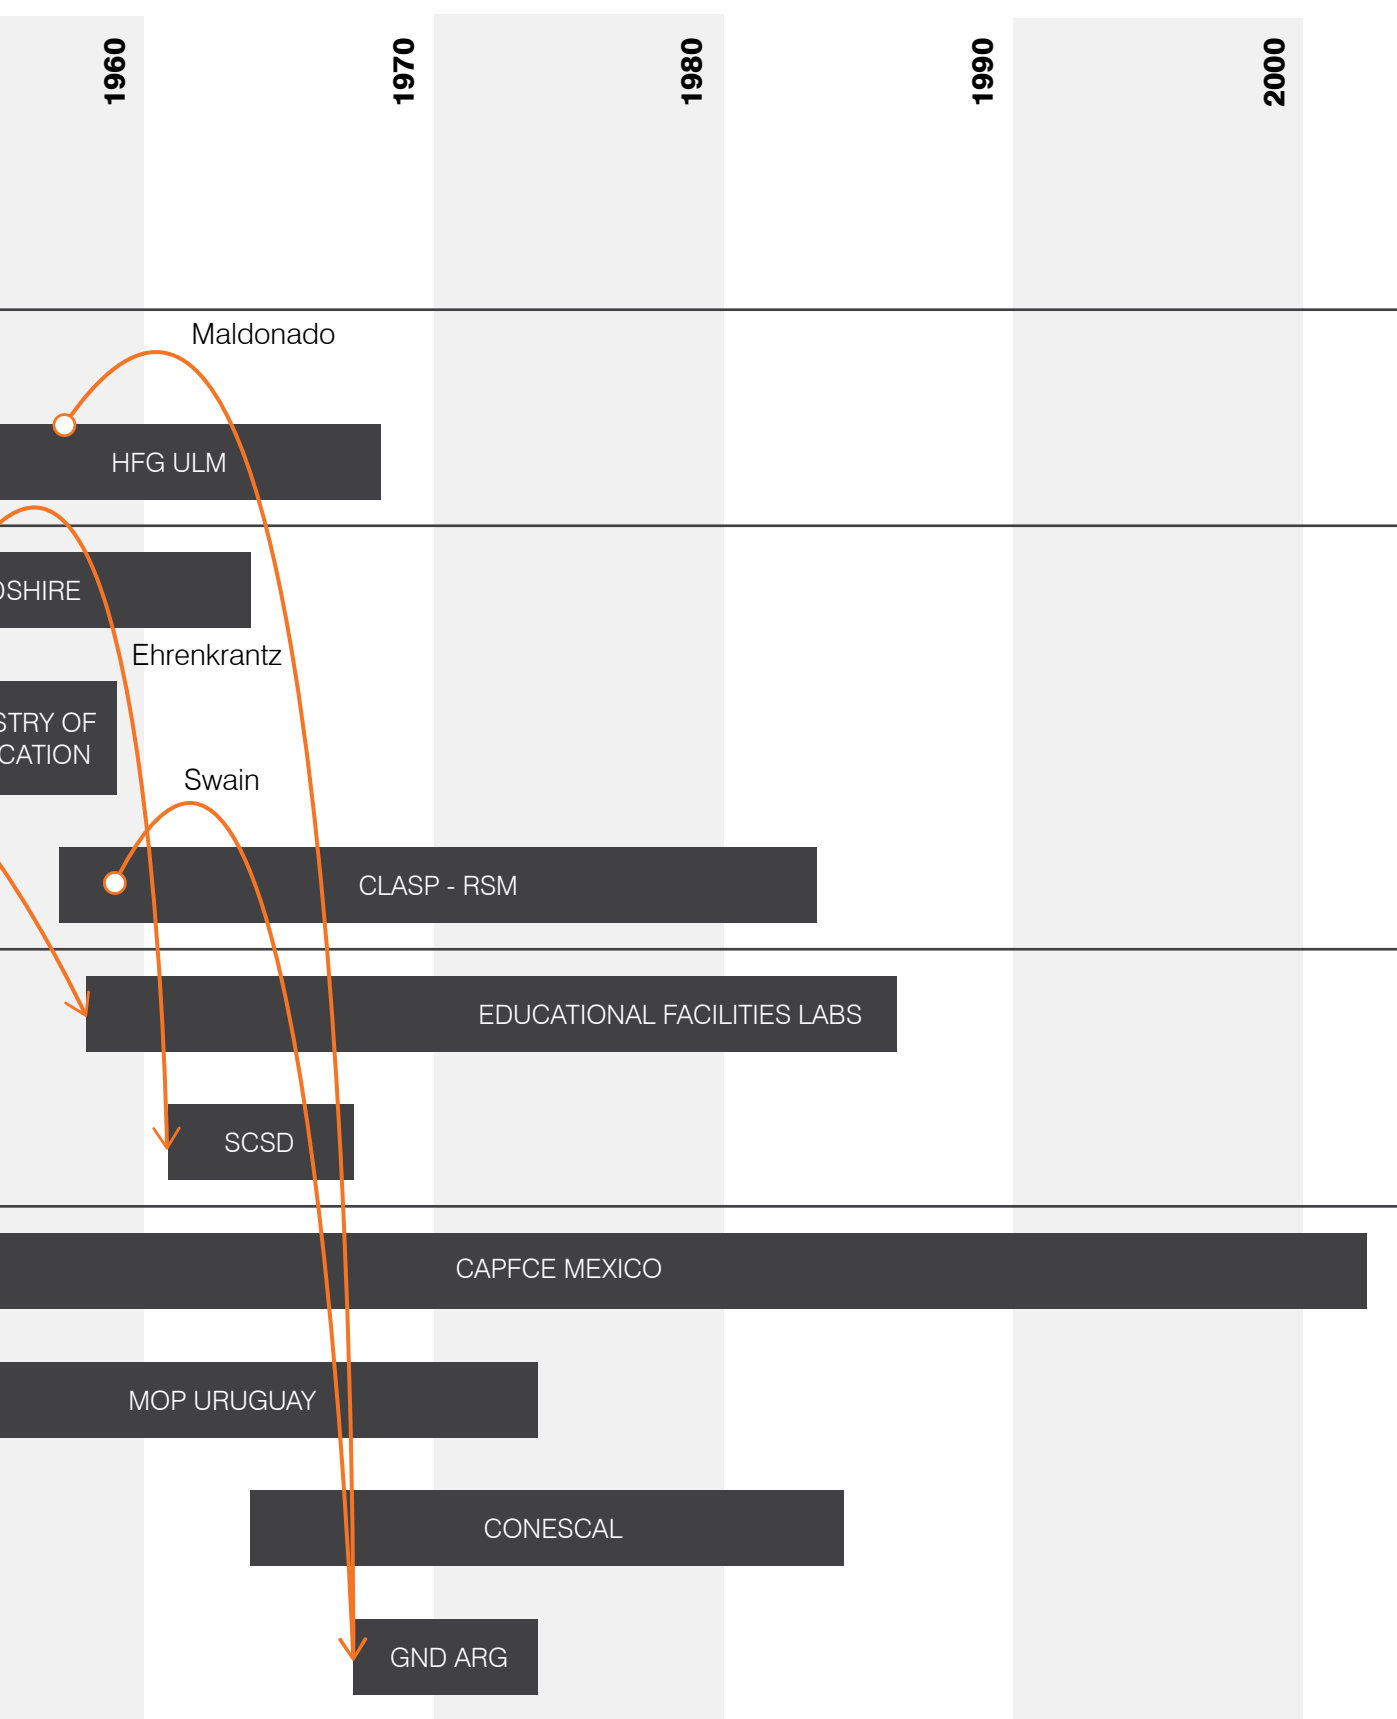 1960
1970
1980
1990
2000
Maldonado
HFG ULM
DSHIRE
Ehrenkrantz
STRY OF
CATION
Swain
CLASP - RSM
EDUCATIONAL FACILITIES LABS
SCSD
CAPFCE MEXICO
MOP URUGUAY
CONESCAL
GND ARG